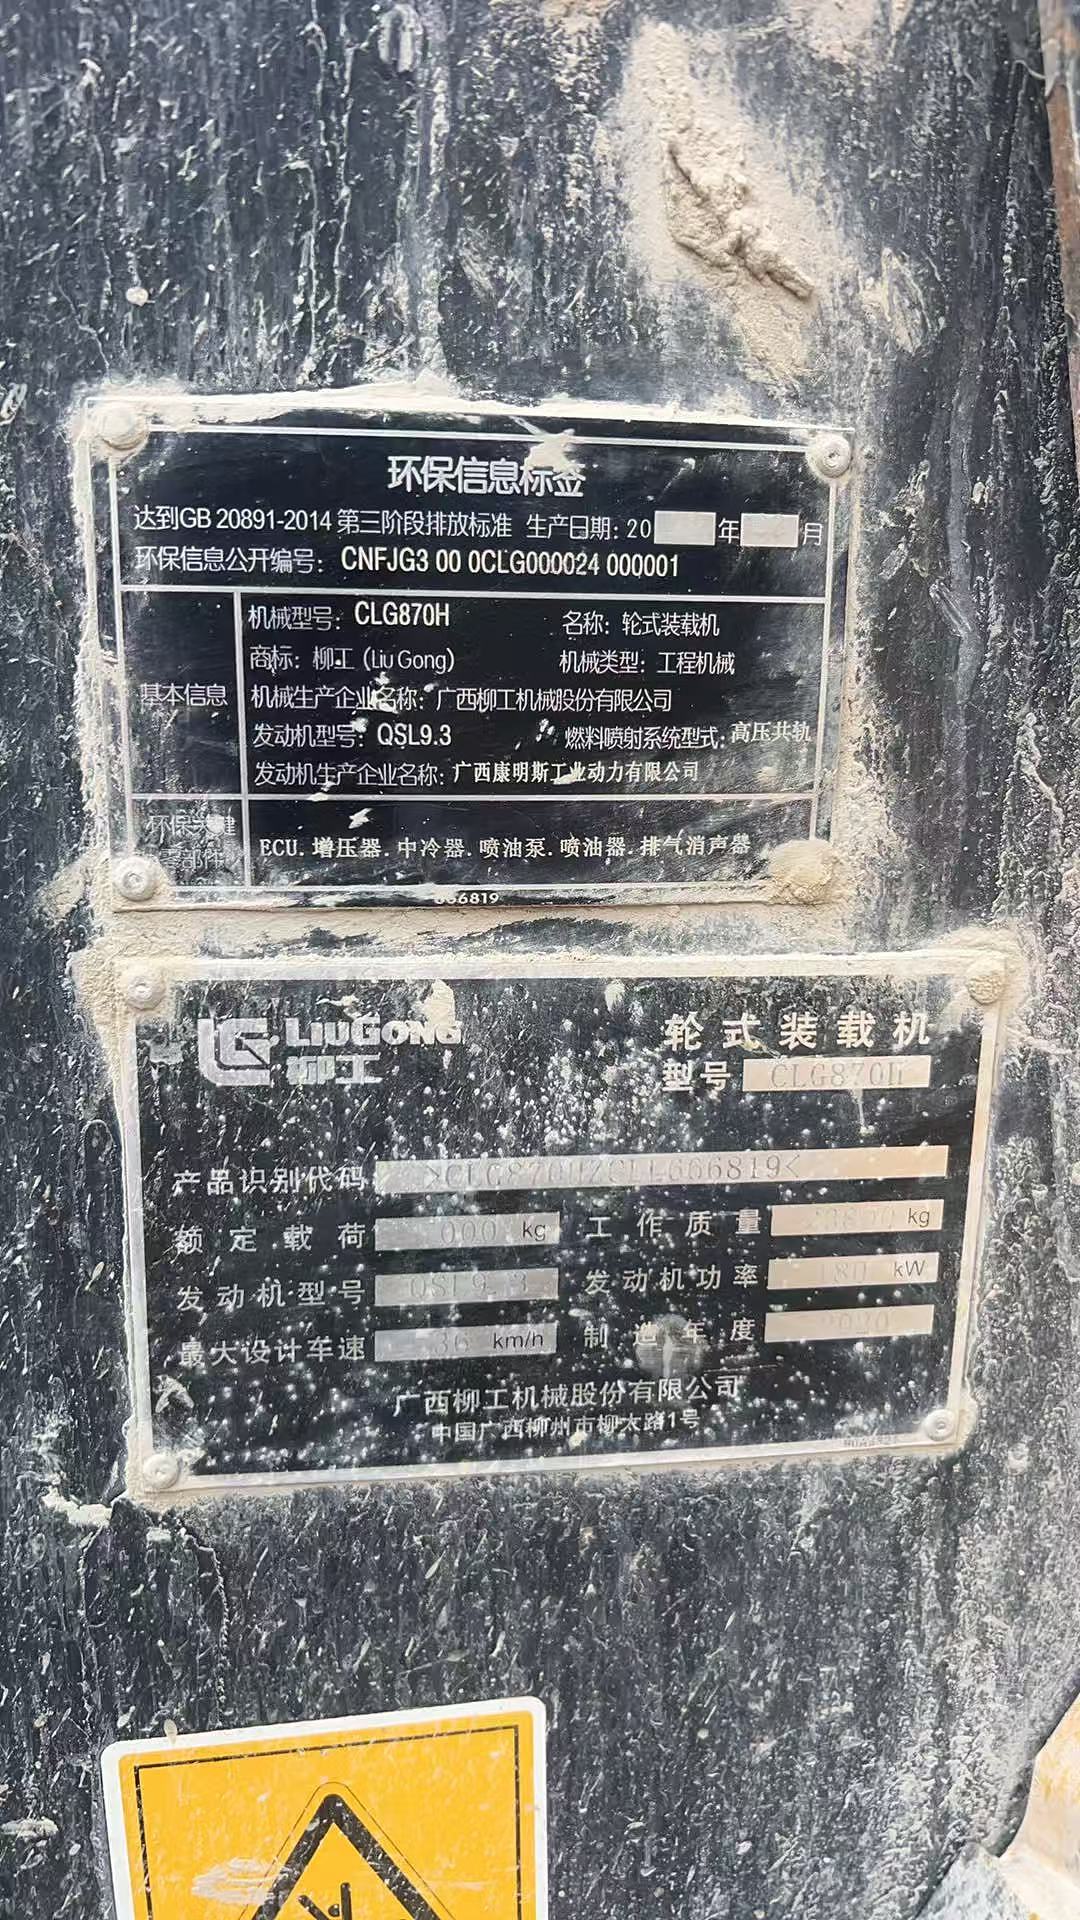 环保信息标签
达到GB 20891-2014 第三阶段排放标准 生产日期: 20 年 月
环保信息公开编号: CNFJG3 00 0CLG000024 000001
机械型号: CLG870H 名称: 轮式装载机
商标: 柳工 (Liu Gong) 机械类型: 工程机械
基本信息 机械生产企业名称: 广西柳工机械股份有限公司
发动机型号: QSL9.3 燃料喷射系统型式: 高压共轨
发动机生产企业名称: 广西康明斯工业动力有限公司
环保关键
零部件 ECU. 增压器. 中冷器. 喷油泵. 喷油器. 排气消声器
LIUGONG 轮式装载机
柳工 型号 CLG870H
产品识别代码
额定载荷 kg 工作质量 kg
发动机型号 QSL9.3 发动机功率 kW
最大设计车速 36 km/h 制造年度 2020
广西柳工机械股份有限公司
中国广西柳州市柳太路1号